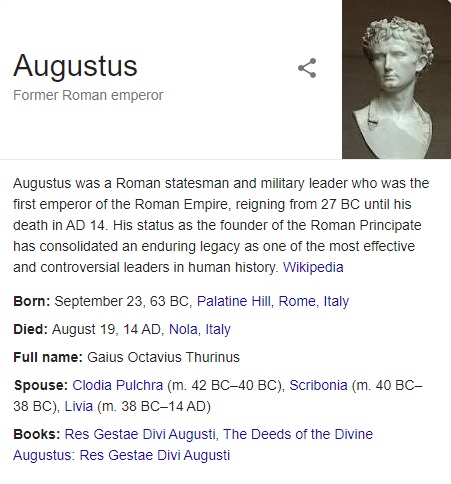 Augustus
Former Roman emperor
Augustus was a Roman statesman and military leader who was the
first emperor of the Roman Empire, reigning from 27 BC until his
death in AD 14. His status as the founder of the Roman Principate
has consolidated an enduring legacy as one of the most effective
and controversial leaders in human history. Wikipedia
Born: September 23, 63 BC, Palatine Hill, Rome, Italy
Died: August 19, 14 AD, Nola, Italy
Full name: Gaius Octavius Thurinus
Spouse: Clodia Pulchra (m. 42 BC–40 BC), Scribonia (m. 40 BC–
38 BC), Livia (m. 38 BC–14 AD)
Books: Res Gestae Divi Augusti, The Deeds of the Divine
Augustus: Res Gestae Divi Augusti